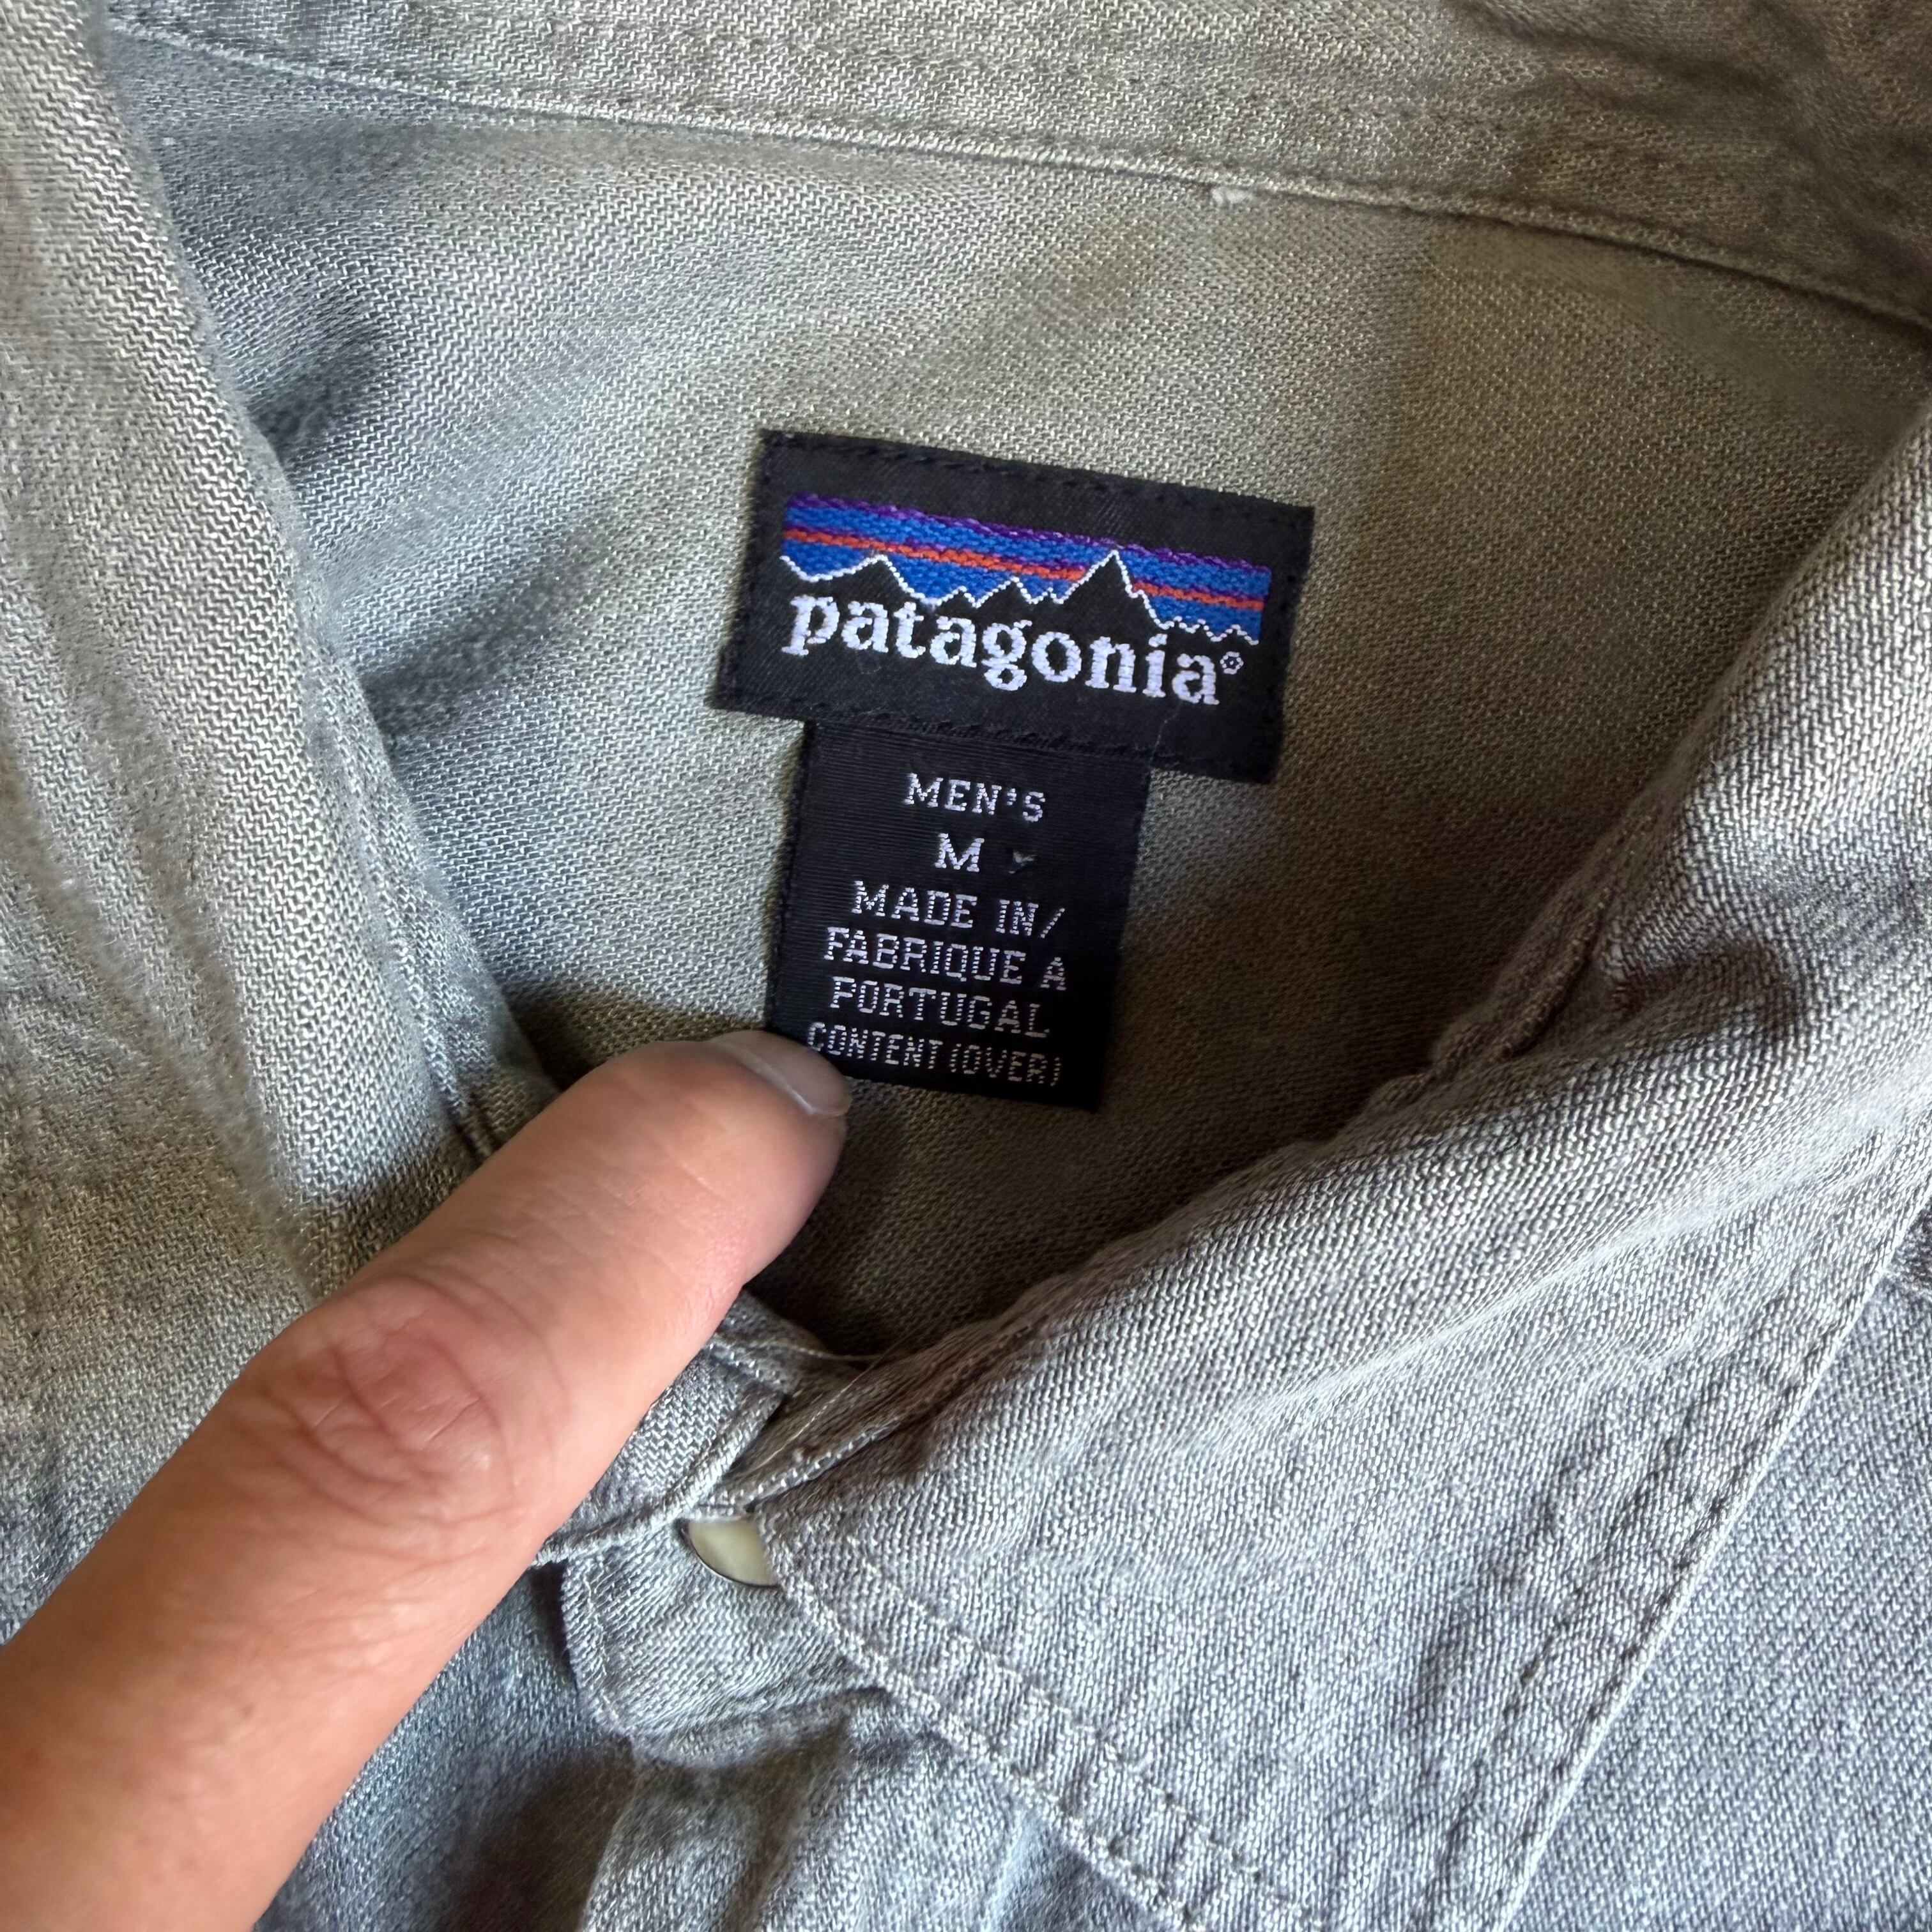 patagonia®
MEN'S
M
MADE IN/
FABRIQUE A
PORTUGAL
CONTENT (OVER)